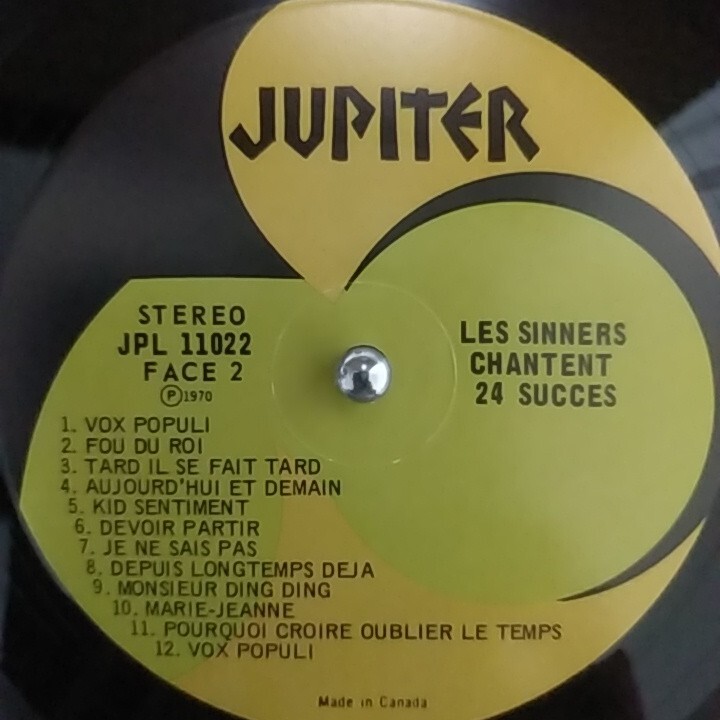 JUPITER
STEREO
JPL 11022
FACE 2
Ⓟ1970
LES SINNERS
CHANTENT
24 SUCCES
1. VOX POPULI
2. FOU DU ROI
3. TARD IL SE FAIT TARD
4. AUJOURD'HUI ET DEMAIN
5. KID SENTIMENT
6. DEVOIR PARTIR
7. JE NE SAIS PAS
8. DEPUIS LONGTEMPS DEJA
9. MONSIEUR DING DING
10. MARIE-JEANNE
11. POURQUOI CROIRE OUBLIER LE TEMPS
12. VOX POPULI
Made in Canada